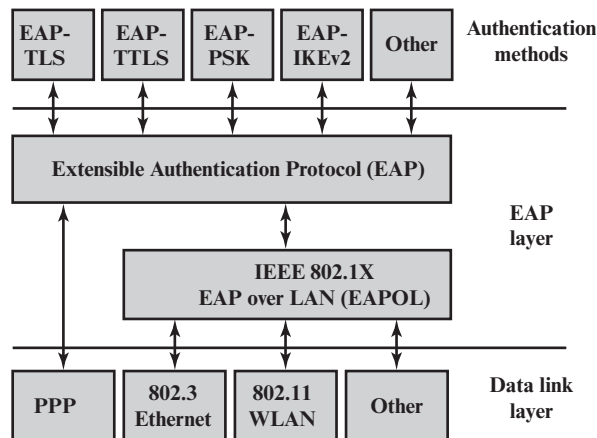 EAP-
TLS
EAP-
TTLS
EAP-
PSK
EAP-
IKEv2
Other
Authentication
methods
Extensible Authentication Protocol (EAP)
EAP
layer
IEEE 802.1X
EAP over LAN (EAPOL)
PPP
802.3
Ethernet
802.11
WLAN
Other
Data link
layer